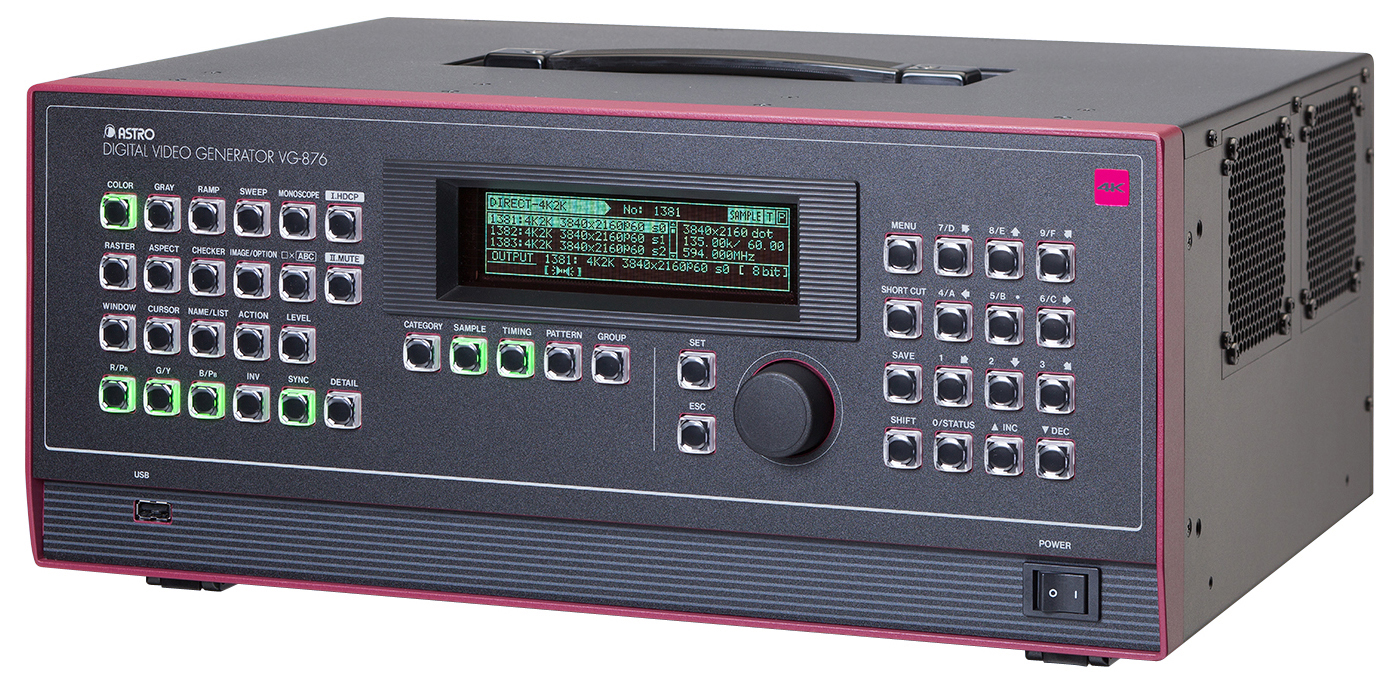 ASTRO
DIGITAL VIDEO GENERATOR VG-876
4K
COLOR GRAY RAMP SWEEP MONOSCOPE I.HDCP
RASTER ASPECT CHECKER IMAGE/OPTION □×ABC II.MUTE
WINDOW CURSOR NAME/LIST ACTION LEVEL
R/PR G/Y B/PB INV SYNC DETAIL
DIRECT-4K2K No: 1381 SAMPLE T P
1381:4K2K 3840x2160P60 s0 3840x2160 dot
1382:4K2K 3840x2160P60 s1 135.00k/ 60.00
1383:4K2K 3840x2160P60 s2 594.000MHz
OUTPUT 1381: 4K2K 3840x2160P60 s0 [ 8bit]
CATEGORY SAMPLE TIMING PATTERN GROUP
SET
ESC
MENU 7/D 8/E 9/F
SHORT CUT 4/A 5/B 6/C
SAVE 1 2 3
SHIFT 0/STATUS ▲ INC ▼ DEC
USB
POWER
O I